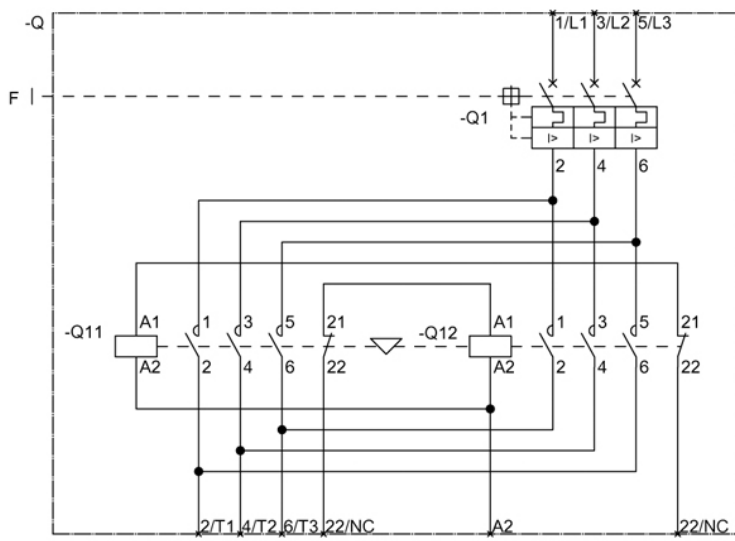 -Q 1/L1 3/L2 5/L3
F
-Q1
I> I> I>
2 4 6
A1 1 3 5 21 A1 1 3 5 21
-Q11 -Q12
A2 2 4 6 22 A2 2 4 6 22
2/T1 4/T2 6/T3 22/NC A2 22/NC